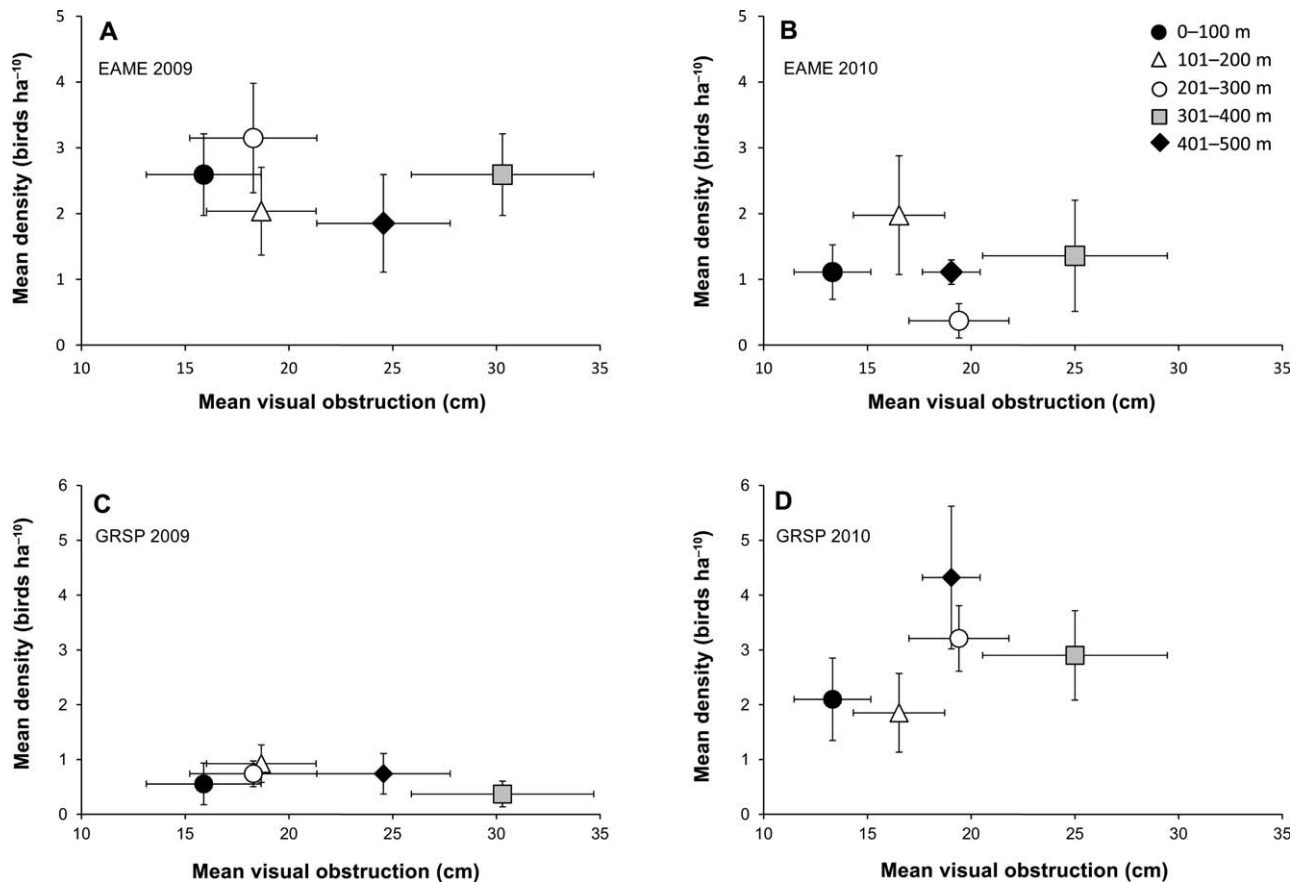 A
EAME 2009
Mean density (birds ha⁻¹⁰)
5
4
3
2
1
0
10 15 20 25 30 35
Mean visual obstruction (cm)
B
EAME 2010
0–100 m
101–200 m
201–300 m
301–400 m
401–500 m
Mean density (birds ha⁻¹⁰)
5
4
3
2
1
0
10 15 20 25 30 35
Mean visual obstruction (cm)
C
GRSP 2009
Mean density (birds ha⁻¹⁰)
6
5
4
3
2
1
0
10 15 20 25 30 35
Mean visual obstruction (cm)
D
GRSP 2010
Mean density (birds ha⁻¹⁰)
6
5
4
3
2
1
0
10 15 20 25 30 35
Mean visual obstruction (cm)